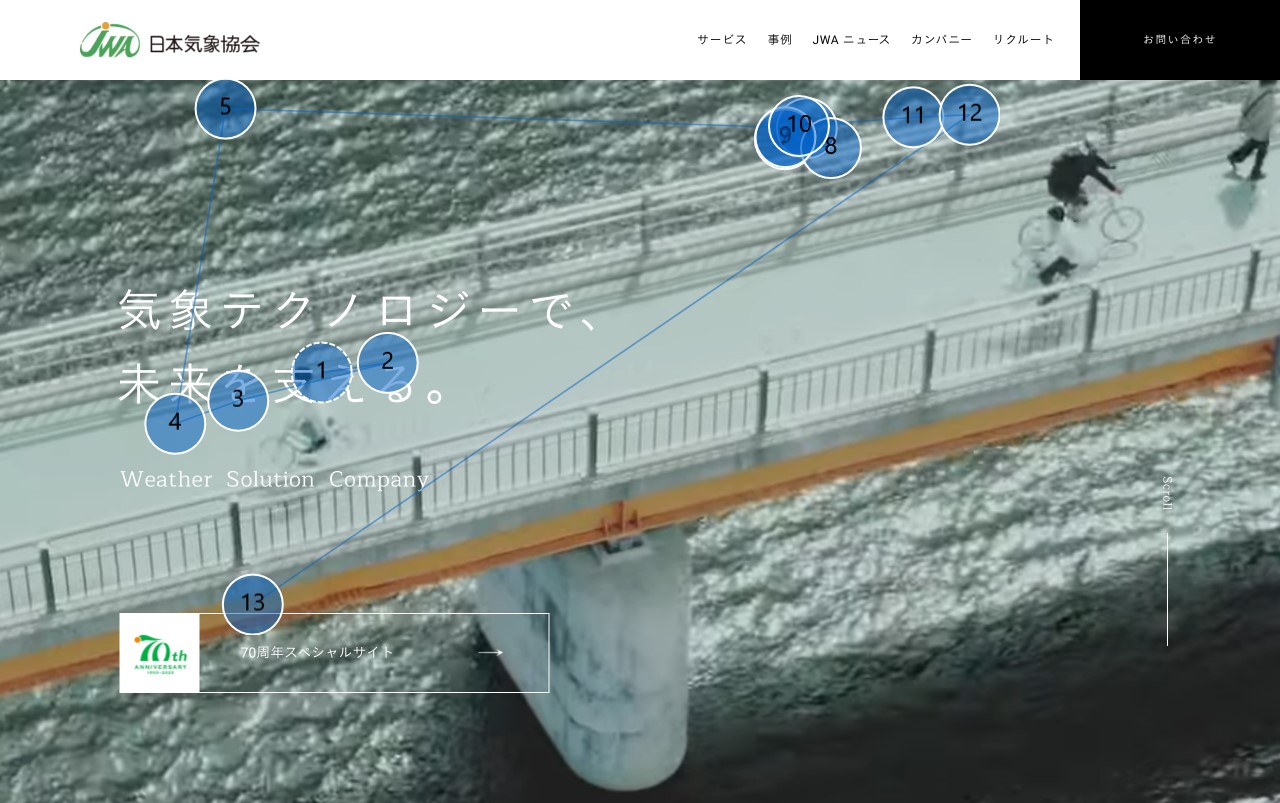 JWA 日本気象協会
サービス 事例 JWA ニュース カンパニー リクルート お問い合わせ
5
9 10 8 11 12
気象テクノロジーで、
未来を支える。
1 2 3 4
Weather Solution Company
Scroll
13
70th
ANNIVERSARY
70周年スペシャルサイト